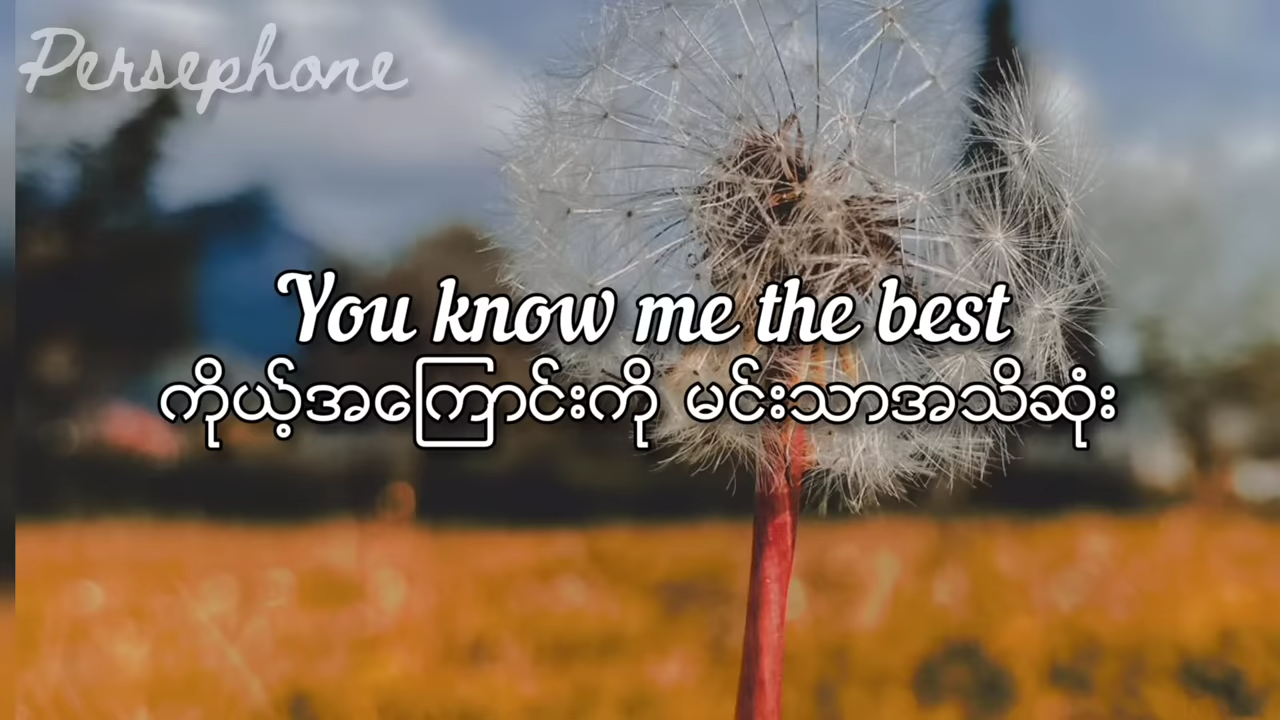 Persephone
You know me the best
ကိုယ့်အကြောင်းကို မင်းသာအသိဆုံး